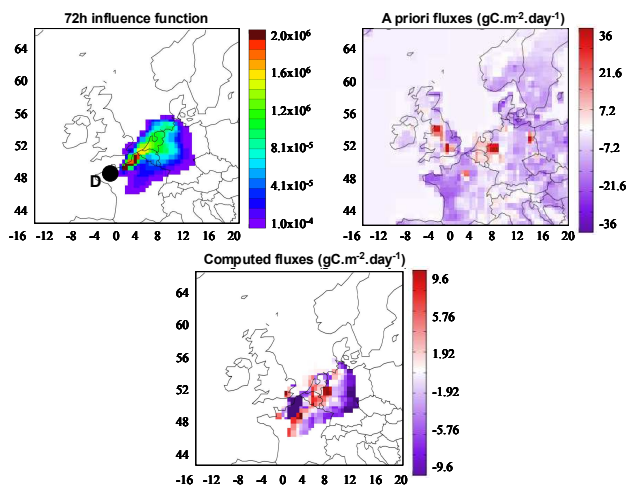 72h influence function
64
60
56
52
48
44
-16 -12 -8 -4 0 4 8 12 16 20
D
2.0x10⁶
1.6x10⁶
1.2x10⁶
8.1x10⁻⁵
4.1x10⁻⁵
1.0x10⁻⁴
A priori fluxes (gC.m⁻².day⁻¹)
64
60
56
52
48
44
-16 -12 -8 -4 0 4 8 12 16 20
36
21.6
7.2
-7.2
-21.6
-36
Computed fluxes (gC.m⁻².day⁻¹)
64
60
56
52
48
44
-16 -12 -8 -4 0 4 8 12 16 20
9.6
5.76
1.92
-1.92
-5.76
-9.6